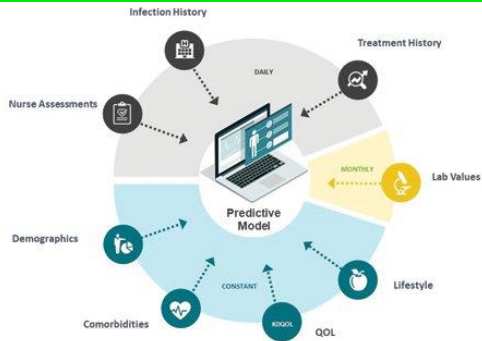 Infection History
Treatment History
DAILY
Nurse Assessments
MONTHLY
Lab Values
Predictive
Model
Demographics
Lifestyle
CONSTANT
Comorbidities
KDQOL
QOL